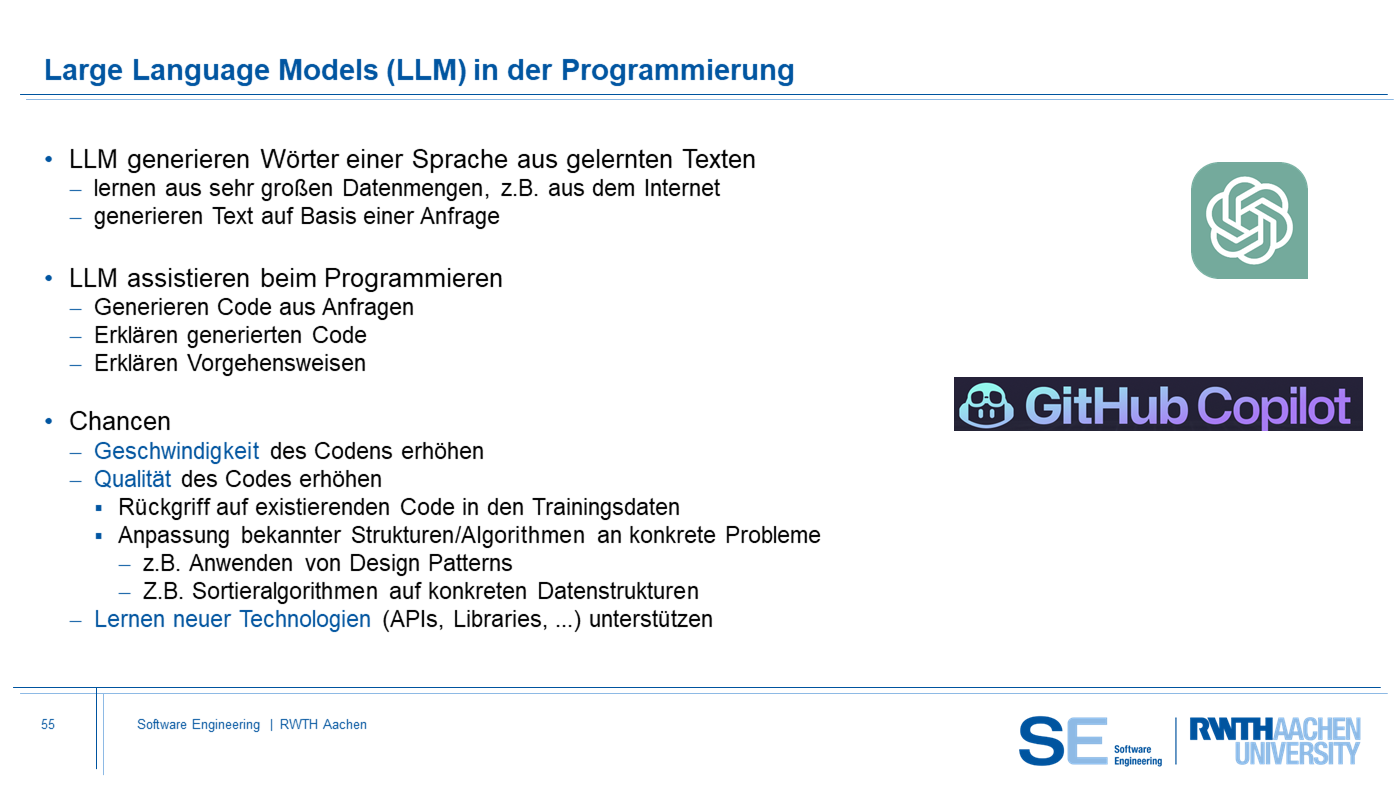 Large Language Models (LLM) in der Programmierung
• LLM generieren Wörter einer Sprache aus gelernten Texten
– lernen aus sehr großen Datenmengen, z.B. aus dem Internet
– generieren Text auf Basis einer Anfrage
• LLM assistieren beim Programmieren
– Generieren Code aus Anfragen
– Erklären generierten Code
– Erklären Vorgehensweisen
GitHub Copilot
• Chancen
– Geschwindigkeit des Codens erhöhen
– Qualität des Codes erhöhen
▪ Rückgriff auf existierenden Code in den Trainingsdaten
▪ Anpassung bekannter Strukturen/Algorithmen an konkrete Probleme
– z.B. Anwenden von Design Patterns
– Z.B. Sortieralgorithmen auf konkreten Datenstrukturen
– Lernen neuer Technologien (APIs, Libraries, ...) unterstützen
55
Software Engineering | RWTH Aachen
SE Software
Engineering
RWTHAACHEN
UNIVERSITY